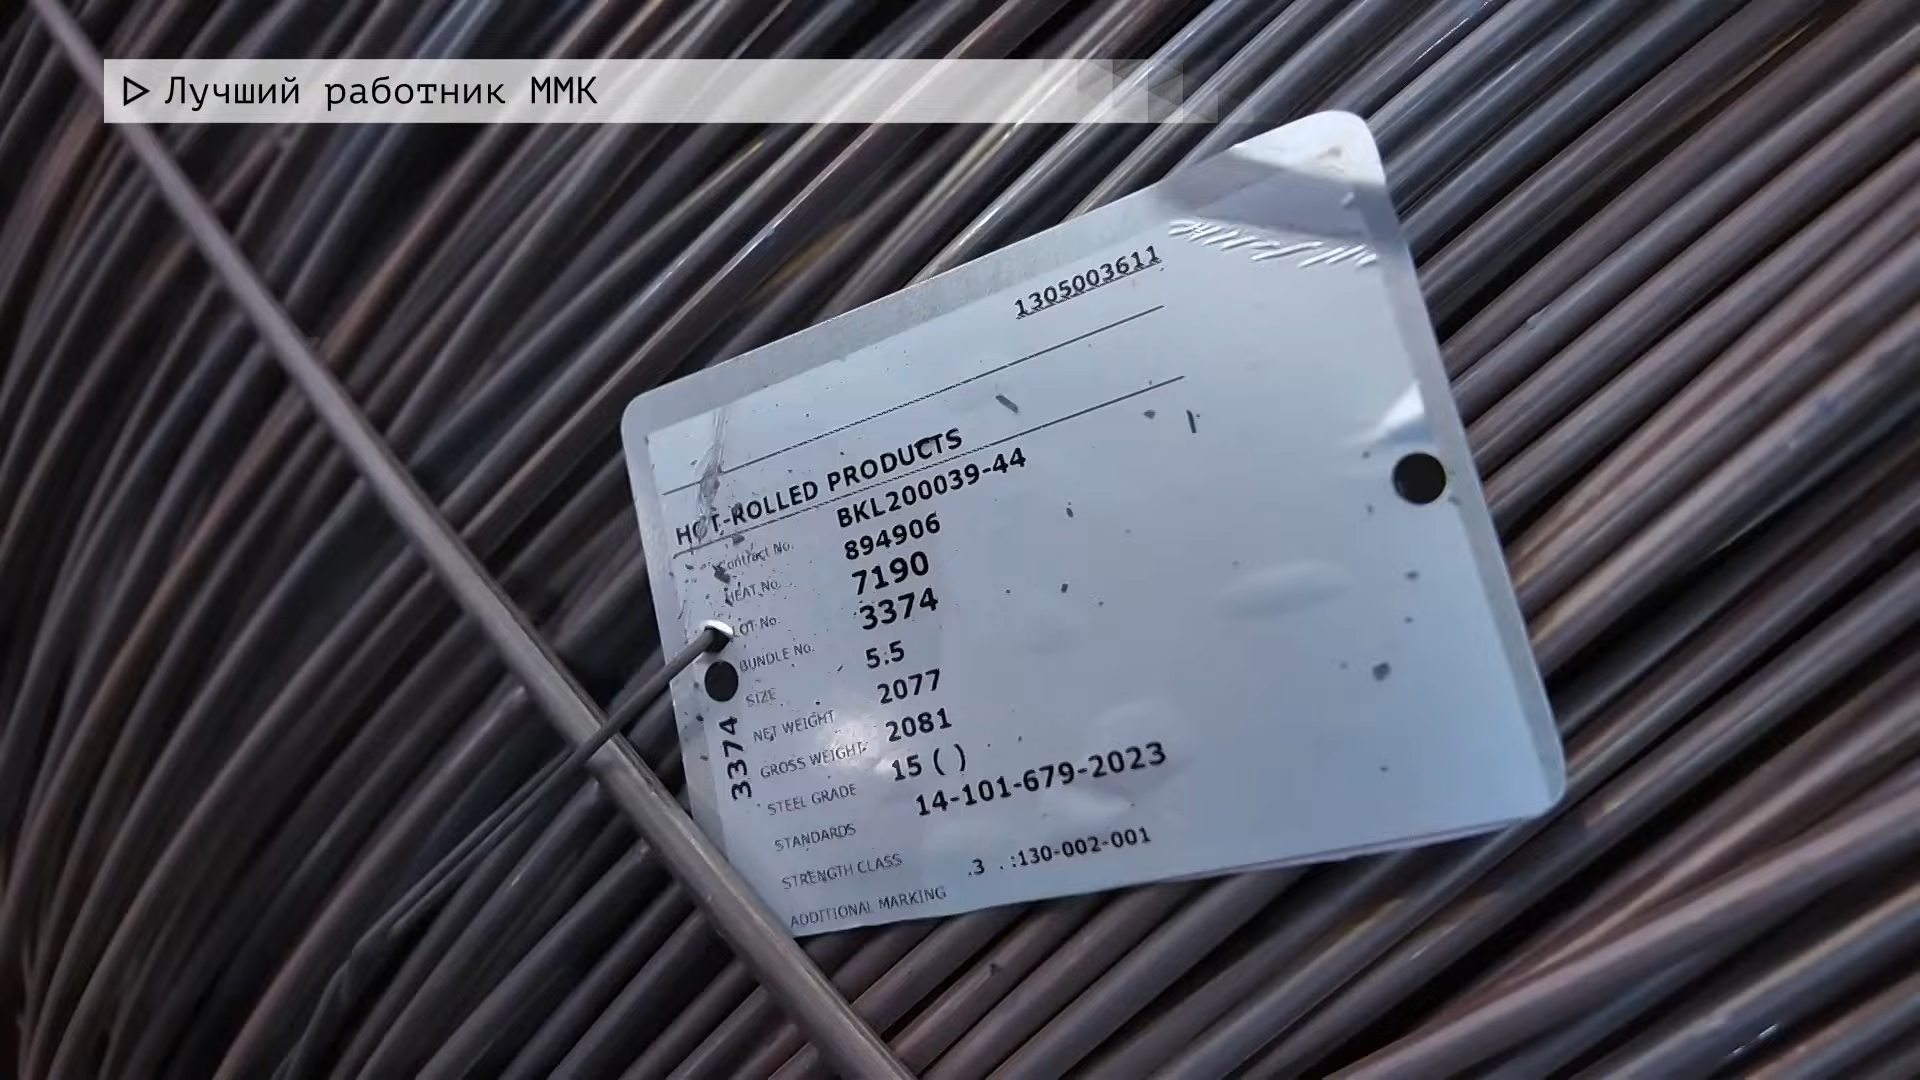 Лучший работник ММК
1305003611
HOT-ROLLED PRODUCTS
Contract No. BKL200039-44
HEAT No. 894906
LOT No. 7190
BUNDLE No. 3374
SIZE 5.5
NET WEIGHT 2077
GROSS WEIGHT 2081
STEEL GRADE 15 ( )
STANDARDS 14-101-679-2023
STRENGTH CLASS
ADDITIONAL MARKING .3 .:130-002-001
3374